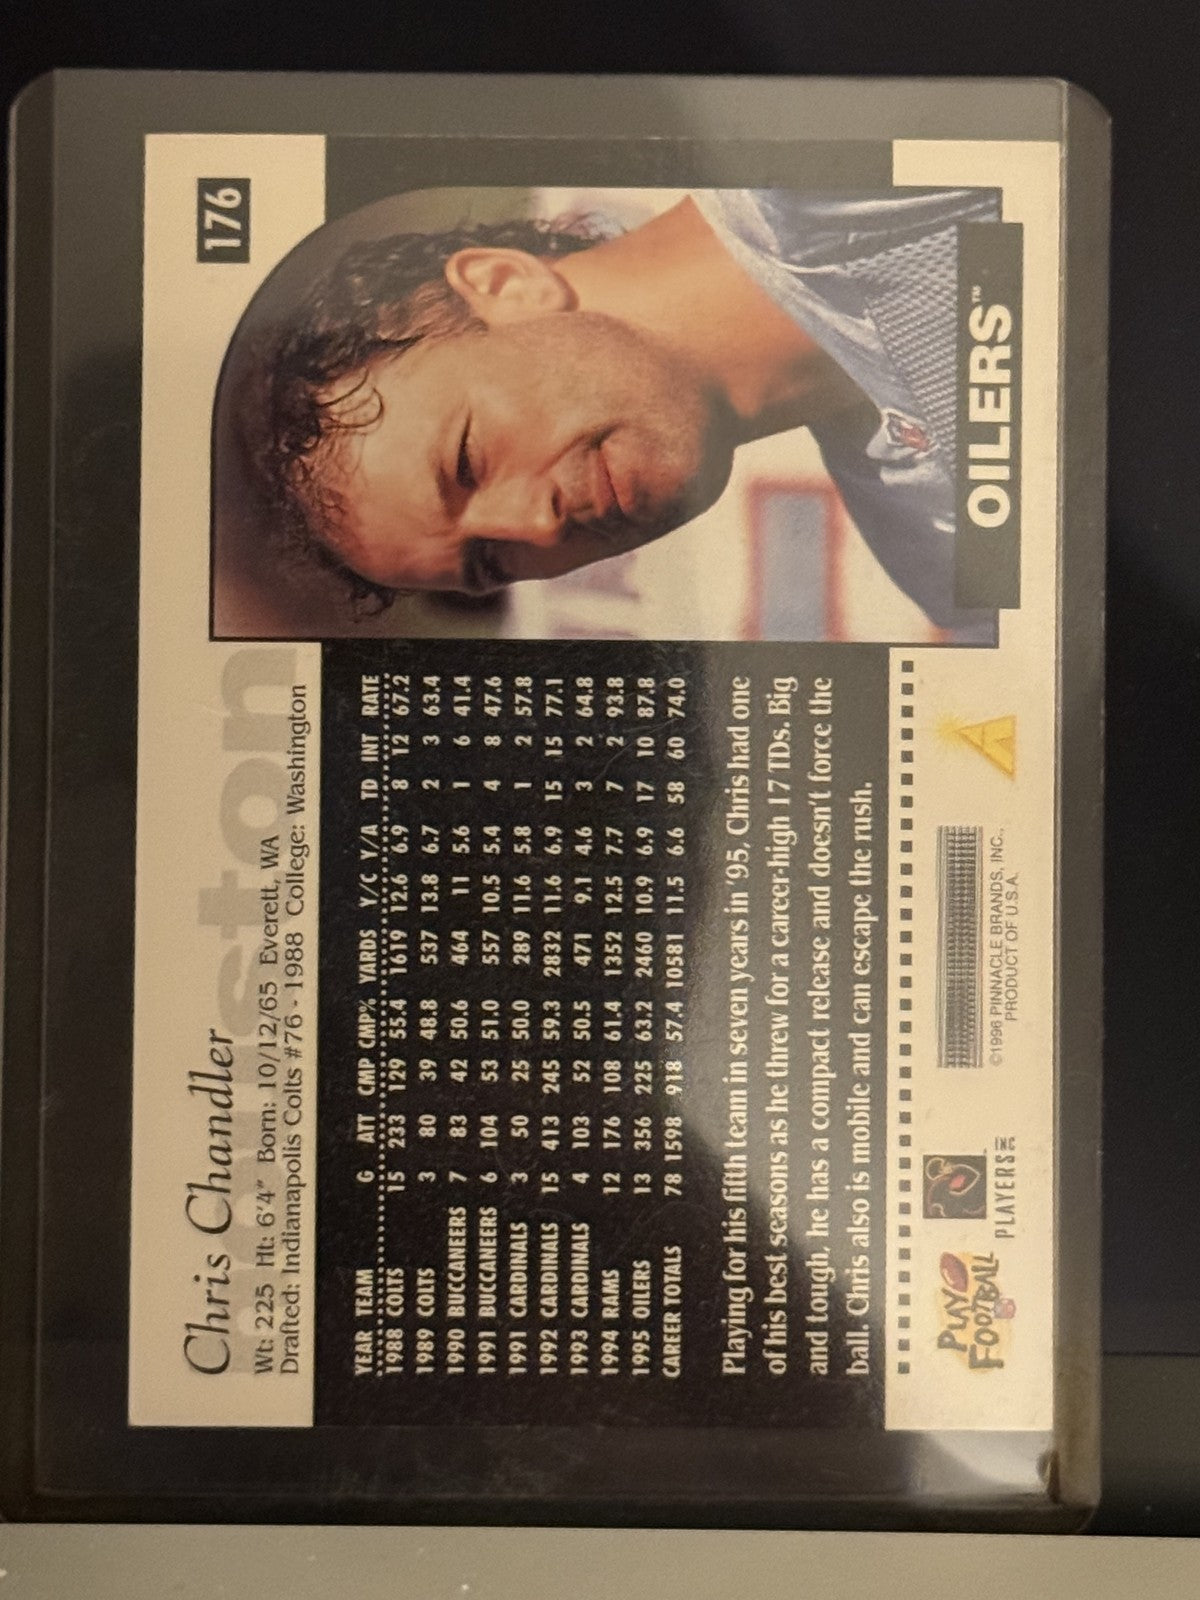 176
Houston
Chris Chandler
Wt: 225 Ht: 6'4" Born: 10/12/65 Everett, WA
Drafted: Indianapolis Colts #76 - 1988 College: Washington
YEAR TEAM G ATT CMP CMP% YARDS Y/C Y/A TD INT RATE
1988 COLTS 15 233 129 55.4 1619 12.6 6.9 8 12 67.2
1989 COLTS 3 80 39 48.8 537 13.8 6.7 2 3 63.4
1990 BUCCANEERS 7 83 42 50.6 464 11 5.6 1 6 41.4
1991 BUCCANEERS 6 104 53 51.0 557 10.5 5.4 4 8 47.6
1991 CARDINALS 3 50 25 50.0 289 11.6 5.8 1 2 57.8
1992 CARDINALS 15 413 245 59.3 2832 11.6 6.9 15 15 77.1
1993 CARDINALS 4 103 52 50.5 471 9.1 4.6 3 2 64.8
1994 RAMS 12 176 108 61.4 1352 12.5 7.7 7 2 93.8
1995 OILERS 13 356 225 63.2 2460 10.9 6.9 17 10 87.8
CAREER TOTALS 78 1598 918 57.4 10581 11.5 6.6 58 60 74.0
Playing for his fifth team in seven years in '95, Chris had one
of his best seasons as he threw for a career-high 17 TDs. Big
and tough, he has a compact release and doesn't force the
ball. Chris also is mobile and can escape the rush.
OILERS™
PLAY
FOOTBALL
PLAYERS INC
©1996 PINNACLE BRANDS, INC.,
PRODUCT OF U.S.A.